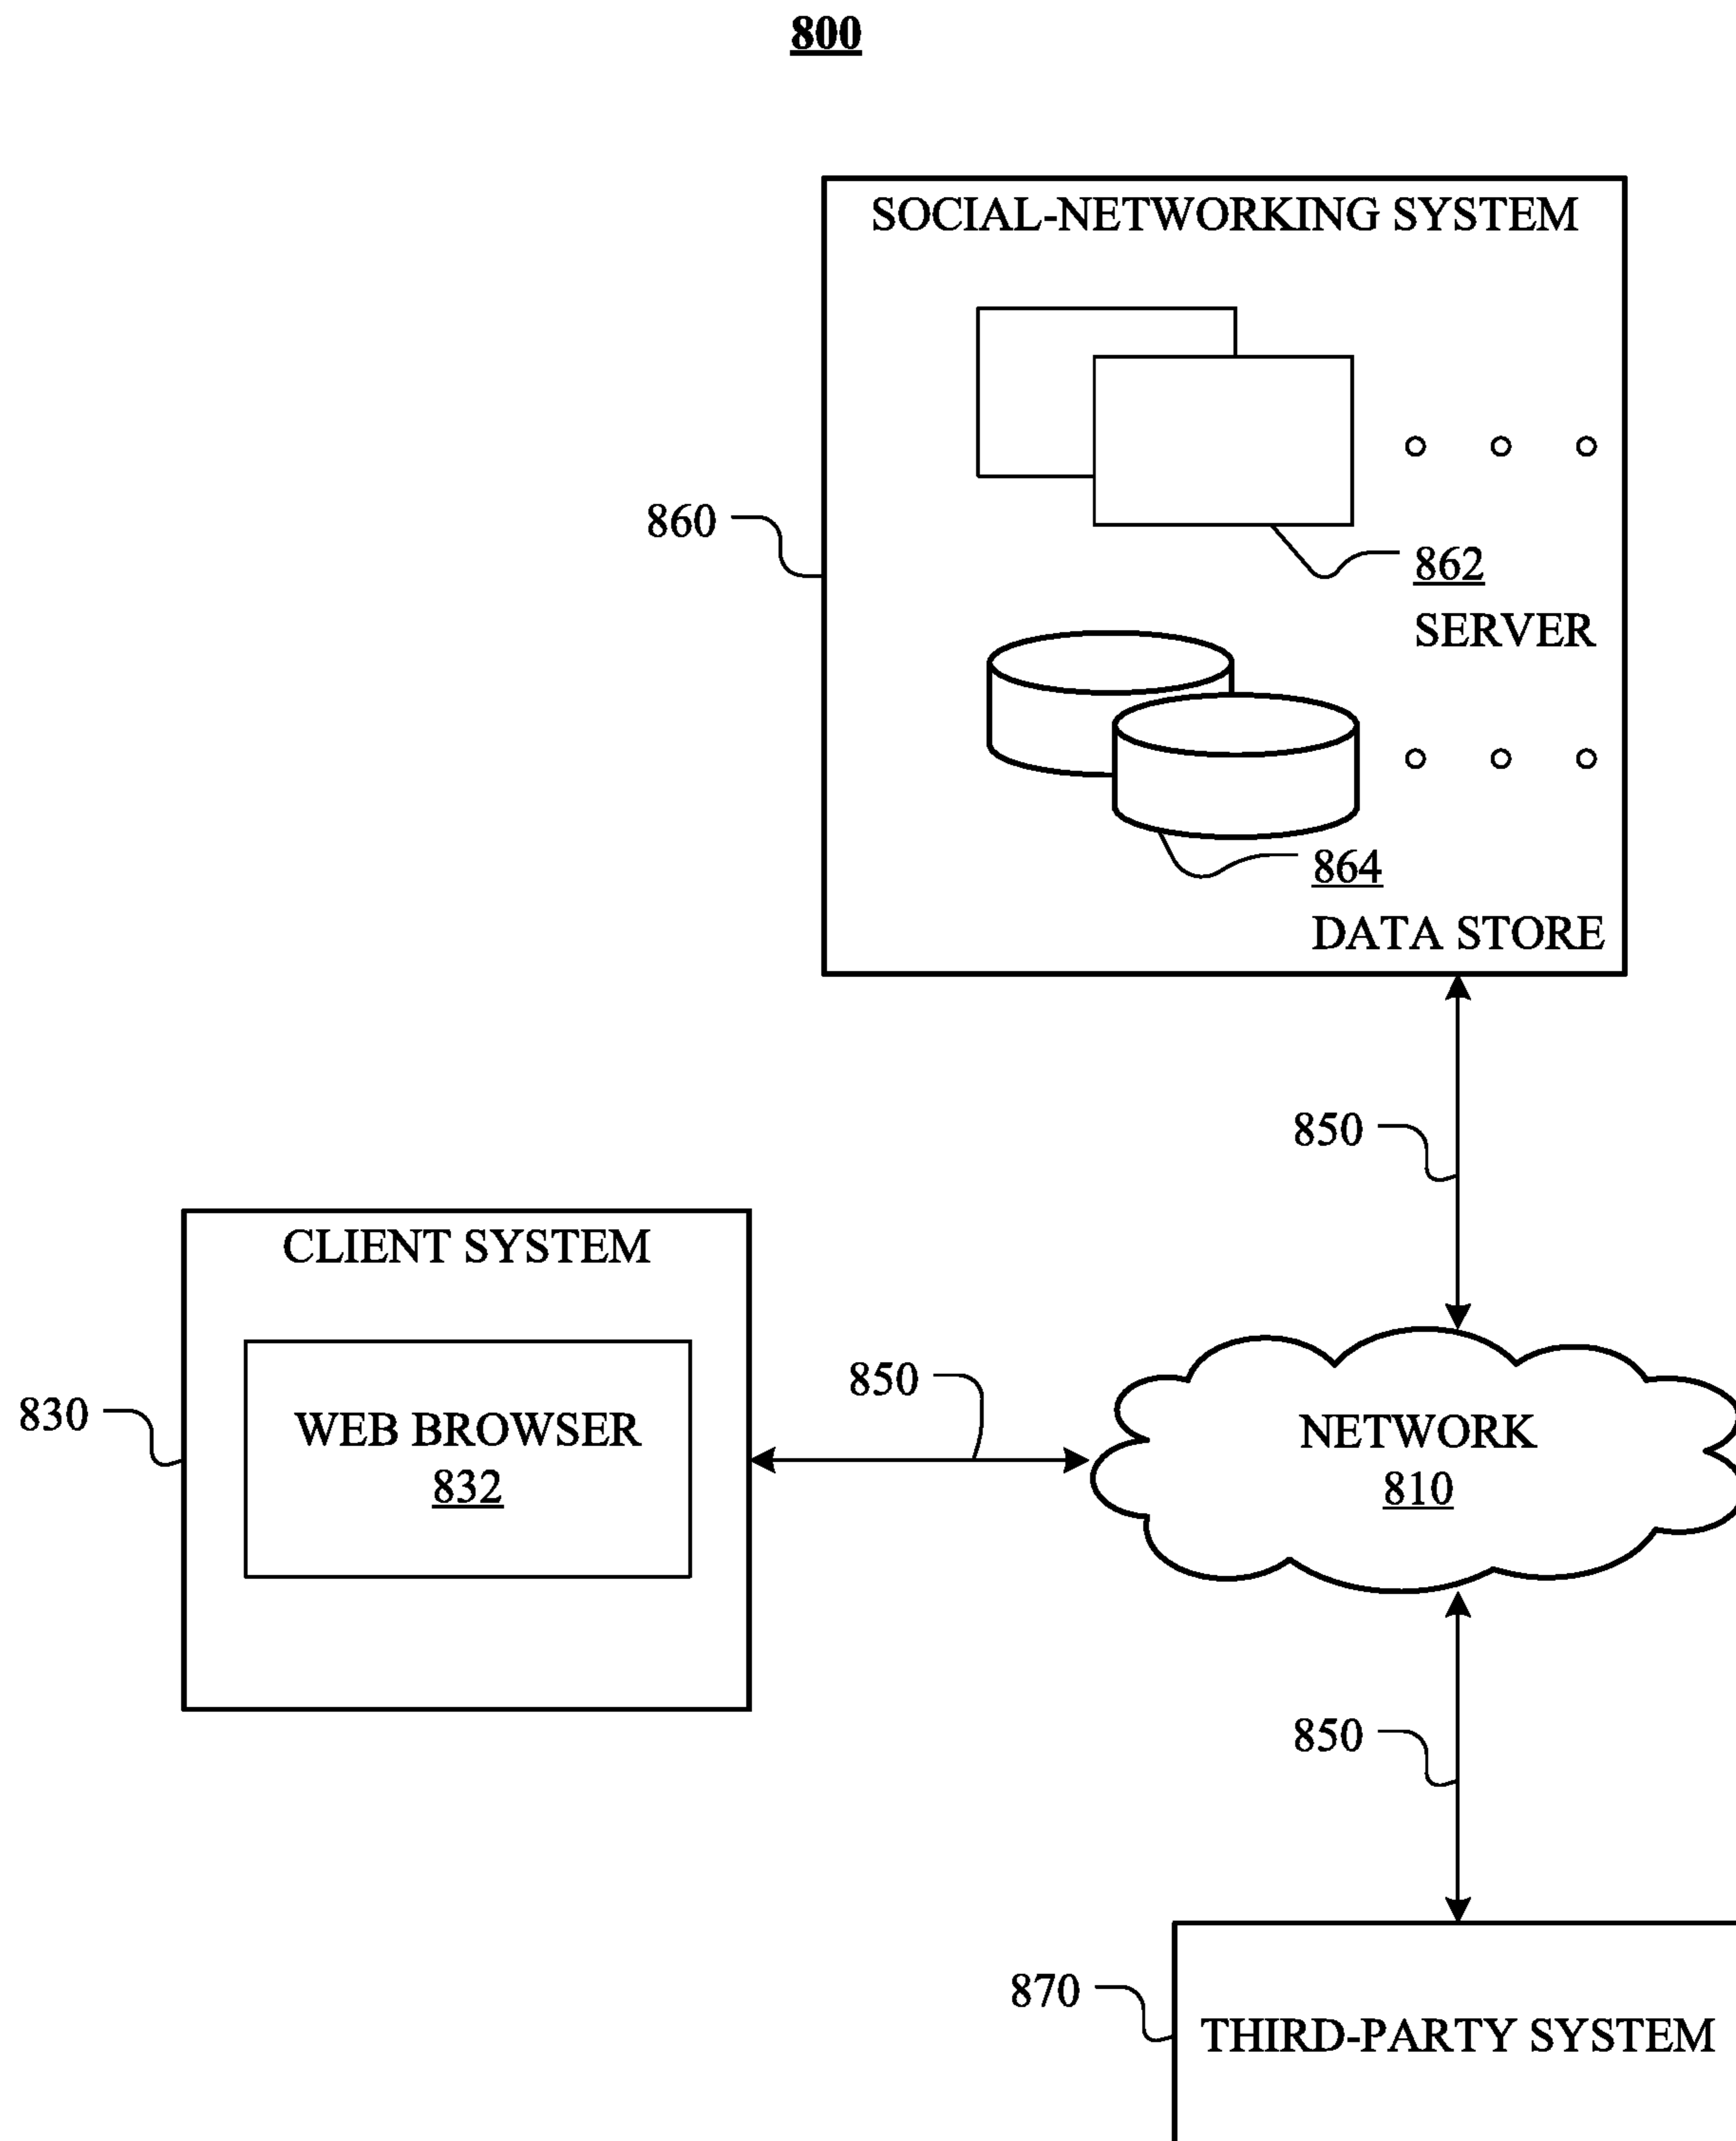 800
SOCIAL-NETWORKING SYSTEM
860
862
SERVER
864
DATA STORE
850
CLIENT SYSTEM
830
WEB BROWSER
832
850
NETWORK
810
850
870
THIRD-PARTY SYSTEM